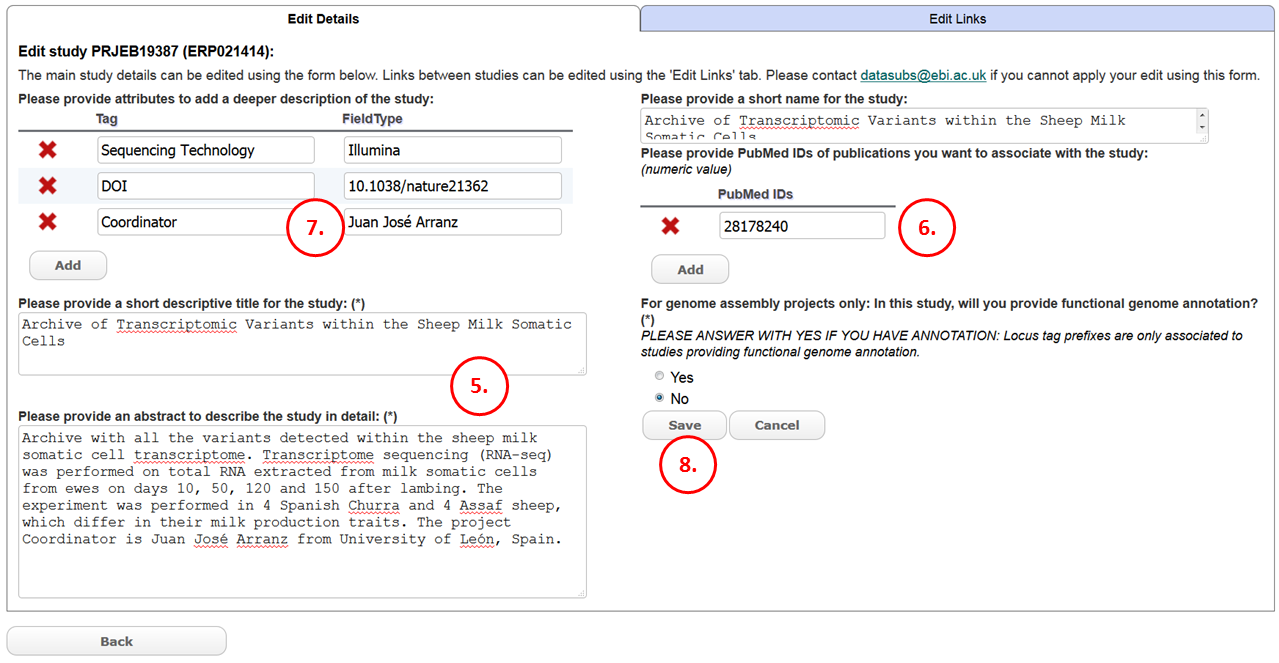 Edit Details
Edit Links
Edit study PRJEB19387 (ERP021414):
The main study details can be edited using the form below. Links between studies can be edited using the 'Edit Links' tab. Please contact datasubs@ebi.ac.uk if you cannot apply your edit using this form.
Please provide attributes to add a deeper description of the study:
Tag
FieldType
Sequencing Technology
Illumina
DOI
10.1038/nature21362
Coordinator
Juan José Arranz
7.
Add
Please provide a short descriptive title for the study: (*)
Archive of Transcriptomic Variants within the Sheep Milk Somatic
Cells
5.
Please provide an abstract to describe the study in detail: (*)
Archive with all the variants detected within the sheep milk
somatic cell transcriptome. Transcriptome sequencing (RNA-seq)
was performed on total RNA extracted from milk somatic cells
from ewes on days 10, 50, 120 and 150 after lambing. The
experiment was performed in 4 Spanish Churra and 4 Assaf sheep,
which differ in their milk production traits. The project
Coordinator is Juan José Arranz from University of León, Spain.
Please provide a short name for the study:
Archive of Transcriptomic Variants within the Sheep Milk
Somatic Cells
Please provide PubMed IDs of publications you want to associate with the study:
(numeric value)
PubMed IDs
28178240
6.
Add
For genome assembly projects only: In this study, will you provide functional genome annotation?
(*)
PLEASE ANSWER WITH YES IF YOU HAVE ANNOTATION: Locus tag prefixes are only associated to
studies providing functional genome annotation.
Yes
No
Save
Cancel
8.
Back